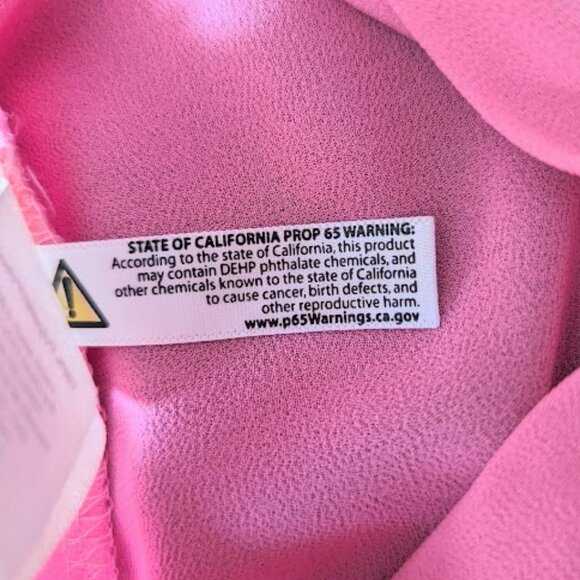 STATE OF CALIFORNIA PROP 65 WARNING:
According to the state of California, this product
may contain DEHP phthalate chemicals, and
other chemicals known to the state of California
to cause cancer, birth defects, and
other reproductive harm.
www.p65Warnings.ca.gov